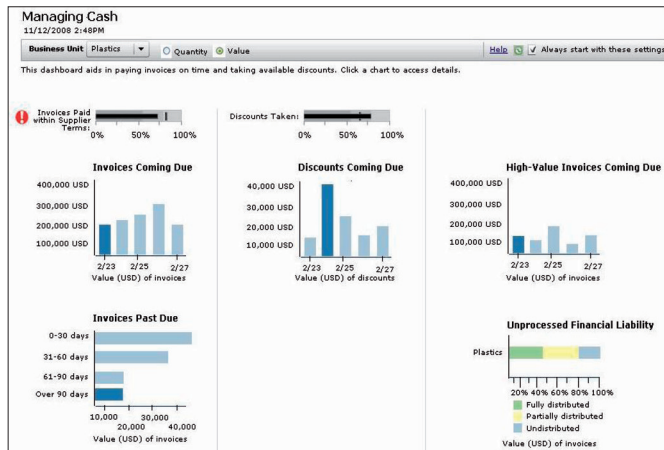 Managing Cash
11/12/2008 2:48PM
Business Unit Plastics Quantity Value Help Always start with these settings
This dashboard aids in paying invoices on time and taking available discounts. Click a chart to access details.
Invoices Paid
within Supplier
Terms:
0% 50% 100%
Discounts Taken:
0% 50% 100%
Invoices Coming Due
400,000 USD
300,000 USD
200,000 USD
100,000 USD
2/23 2/25 2/27
Value (USD) of invoices
Discounts Coming Due
40,000 USD
30,000 USD
20,000 USD
10,000 USD
2/23 2/25 2/27
Value (USD) of discounts
High-Value Invoices Coming Due
400,000 USD
300,000 USD
200,000 USD
100,000 USD
2/23 2/25 2/27
Value (USD) of invoices
Invoices Past Due
0-30 days
31-60 days
61-90 days
Over 90 days
10,000 30,000
20,000 40,000
Value (USD) of invoices
Unprocessed Financial Liability
Plastics
20% 40% 60% 80% 100%
Fully distributed
Partially distributed
Undistributed
Value (USD) of invoices